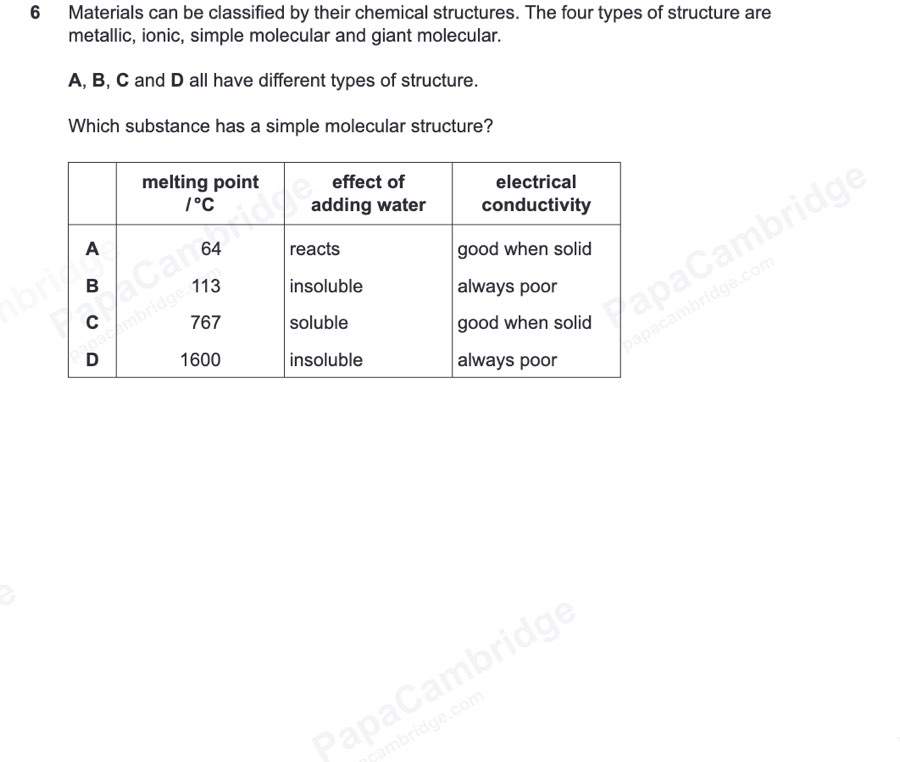 6 Materials can be classified by their chemical structures. The four types of structure are
metallic, ionic, simple molecular and giant molecular.
A, B, C and D all have different types of structure.
Which substance has a simple molecular structure?
melting point effect of electrical
/ °C adding water conductivity
A 64 reacts good when solid
B 113 insoluble always poor
C 767 soluble good when solid
D 1600 insoluble always poor
PapaCambridge
papacambridge.com
PapaCambridge
papacambridge.com
PapaCambridge
cambridge.com